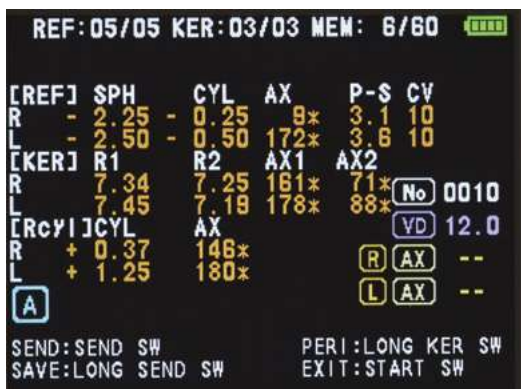 REF:05/05 KER:03/03 MEM: 6/60
[REF] SPH CYL AX P-S CV
R - 2.25 - 0.25 9* 3.1 10
L - 2.50 - 0.50 172* 3.6 10
[KER] R1 R2 AX1 AX2
R 7.34 7.25 161* 71*
L 7.45 7.19 178* 88*
No 0010
VD 12.0
[Rcyl]CYL AX
R + 0.37 146*
L + 1.25 180*
R AX --
L AX --
A
SEND:SEND SW PERI:LONG KER SW
SAVE:LONG SEND SW EXIT:START SW